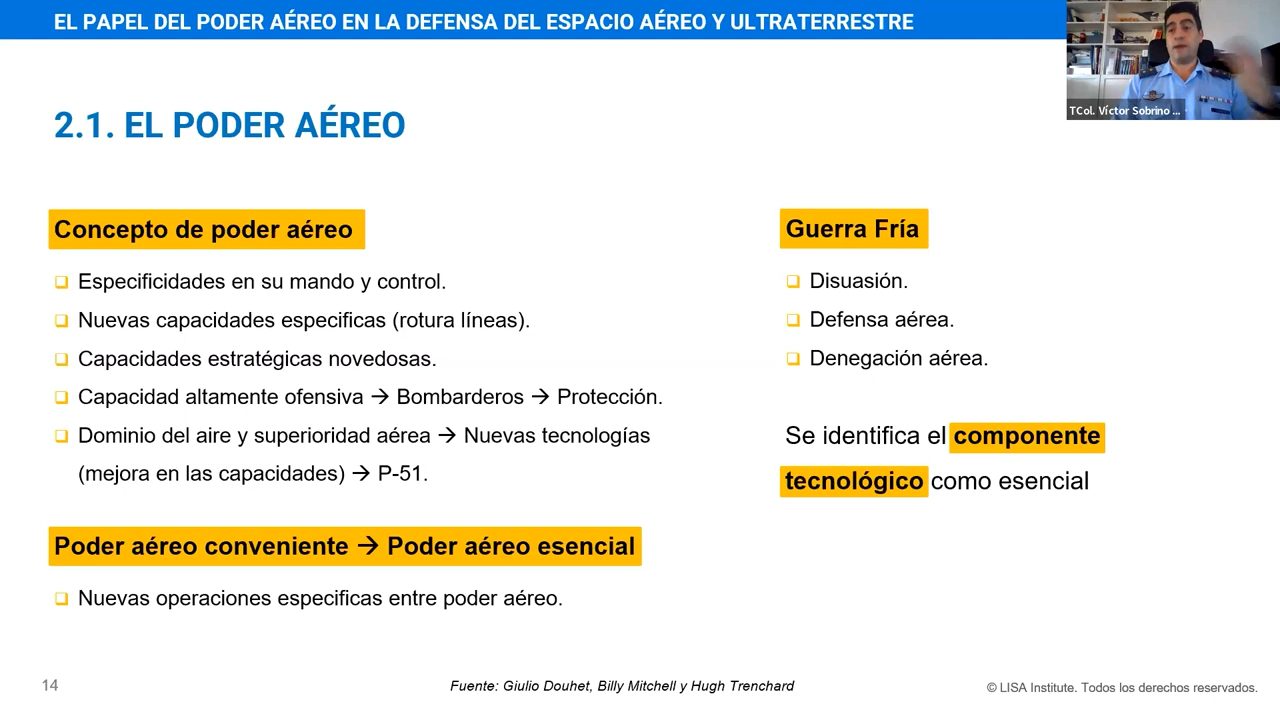 EL PAPEL DEL PODER AÉREO EN LA DEFENSA DEL ESPACIO AÉREO Y ULTRATERRESTRE
TCol. Víctor Sobrino ...
2.1. EL PODER AÉREO
Concepto de poder aéreo
❑ Especificidades en su mando y control.
❑ Nuevas capacidades especificas (rotura líneas).
❑ Capacidades estratégicas novedosas.
❑ Capacidad altamente ofensiva → Bombarderos → Protección.
❑ Dominio del aire y superioridad aérea → Nuevas tecnologías
(mejora en las capacidades) → P-51.
Poder aéreo conveniente → Poder aéreo esencial
❑ Nuevas operaciones especificas entre poder aéreo.
Guerra Fría
❑ Disuasión.
❑ Defensa aérea.
❑ Denegación aérea.
Se identifica el componente
tecnológico como esencial
14
Fuente: Giulio Douhet, Billy Mitchell y Hugh Trenchard
© LISA Institute. Todos los derechos reservados.